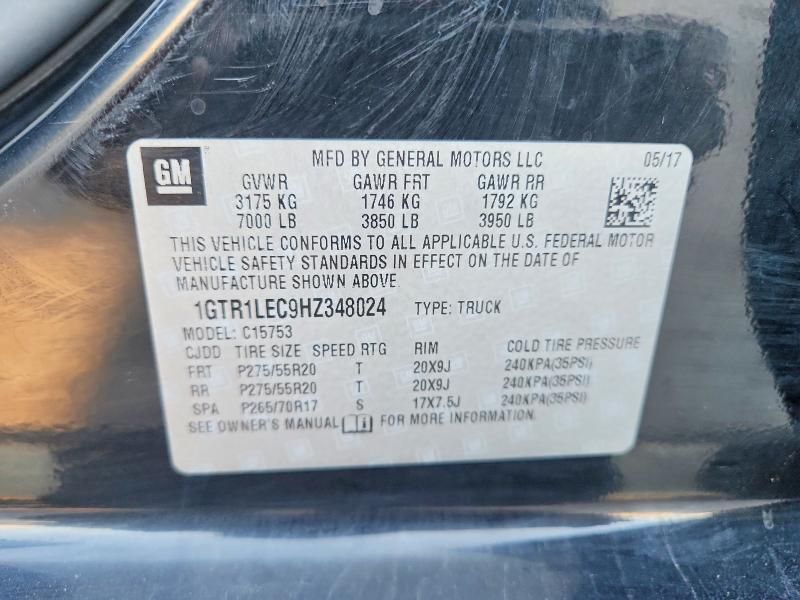 GM
MFD BY GENERAL MOTORS LLC 05/17
GVWR GAWR FRT GAWR RR
3175 KG 1746 KG 1792 KG
7000 LB 3850 LB 3950 LB
THIS VEHICLE CONFORMS TO ALL APPLICABLE U.S. FEDERAL MOTOR
VEHICLE SAFETY STANDARDS IN EFFECT ON THE DATE OF
MANUFACTURE SHOWN ABOVE.
1GTR1LEC9HZ348024 TYPE: TRUCK
MODEL: C15753
CJDD TIRE SIZE SPEED RTG RIM COLD TIRE PRESSURE
FRT P275/55R20 T 20X9J 240KPA(35PSI)
RR P275/55R20 T 20X9J 240KPA(35PSI)
SPA P265/70R17 S 17X7.5J 240KPA(35PSI)
SEE OWNER'S MANUAL FOR MORE INFORMATION.